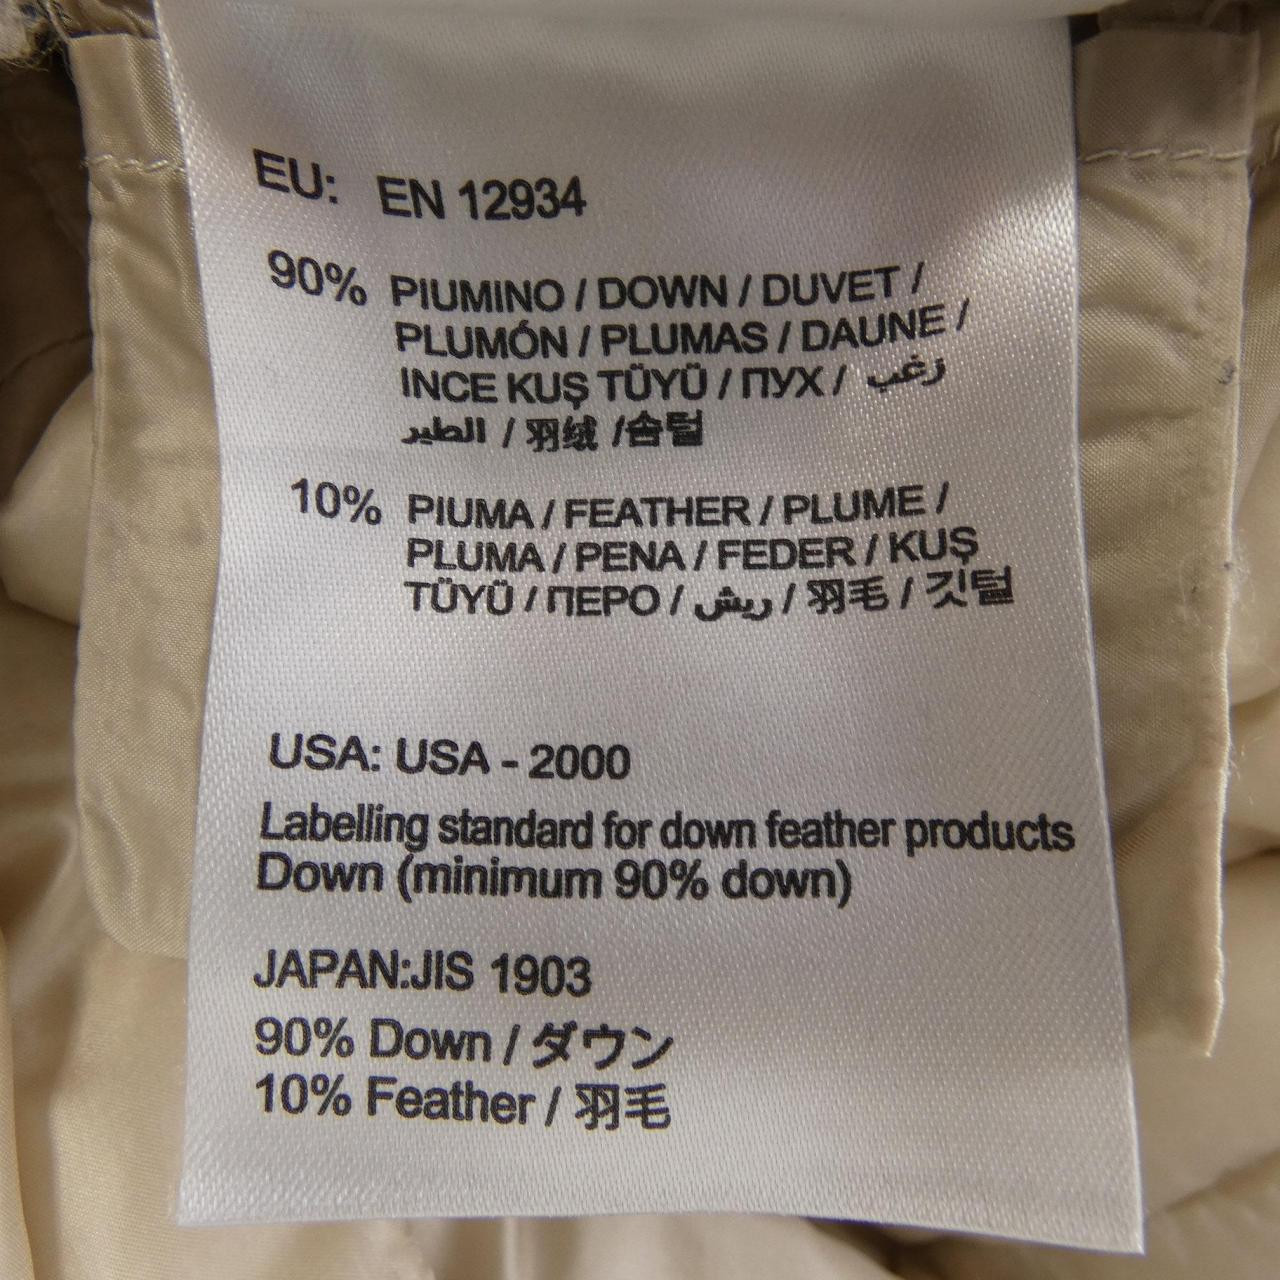 EU: EN 12934
90% PIUMINO / DOWN / DUVET /
PLUMÓN / PLUMAS / DAUNE /
INCE KUŞ TÜYÜ / ПУХ / زغب
الطير / 羽绒 /솜털
10% PIUMA / FEATHER / PLUME /
PLUMA / PENA / FEDER / KUŞ
TÜYÜ / ПЕРО / ريش / 羽毛 / 깃털
USA: USA - 2000
Labelling standard for down feather products
Down (minimum 90% down)
JAPAN:JIS 1903
90% Down / ダウン
10% Feather / 羽毛